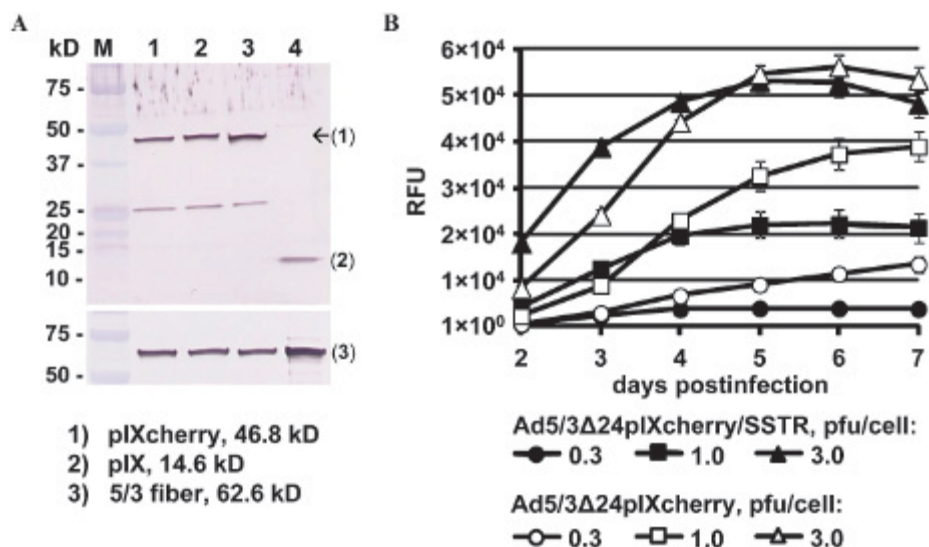 A
kD M 1 2 3 4
75 -
50 -
37 -
25 -
20 -
15 -
10 -
←(1)
(2)
75 -
50 -
(3)
1) pIXcherry, 46.8 kD
2) pIX, 14.6 kD
3) 5/3 fiber, 62.6 kD
B
RFU
6×10⁴
5×10⁴
4×10⁴
3×10⁴
2×10⁴
1×10⁴
1×10⁰
2 3 4 5 6 7
days postinfection
Ad5/3Δ24pIXcherry/SSTR, pfu/cell:
0.3 1.0 3.0
Ad5/3Δ24pIXcherry, pfu/cell:
0.3 1.0 3.0